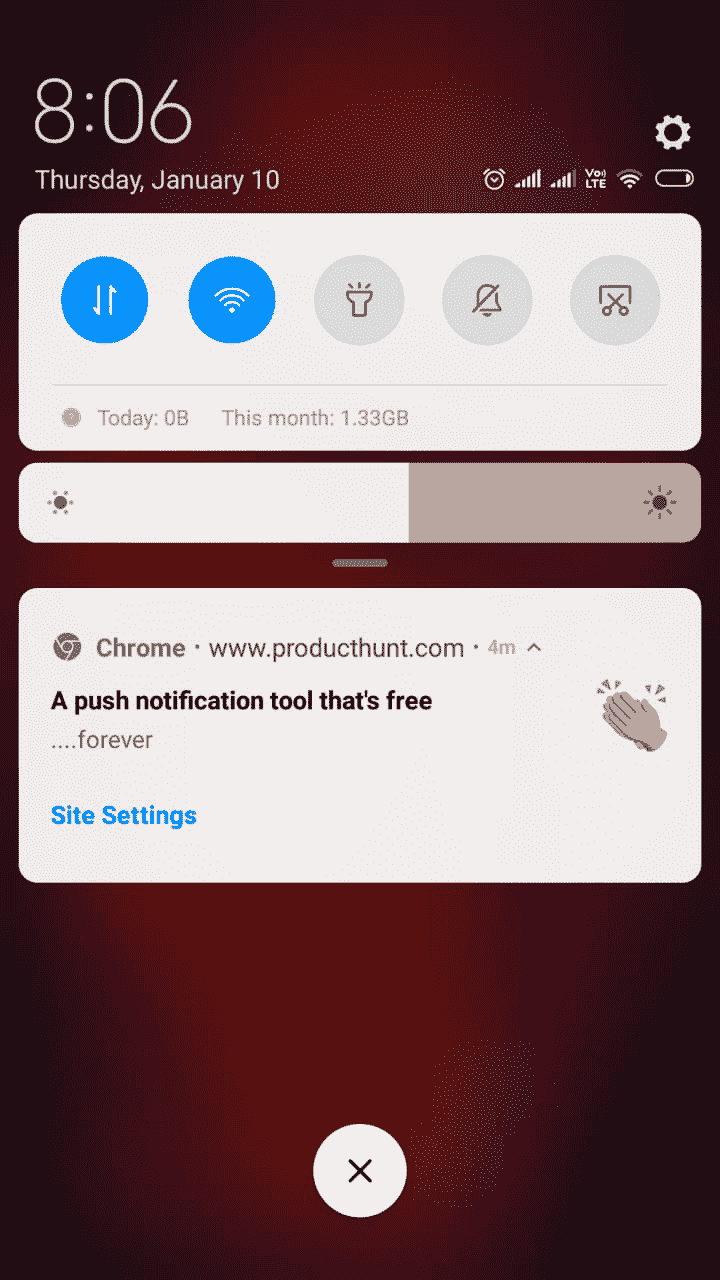 8:06
Thursday, January 10
Vo)) LTE
Today: 0B This month: 1.33GB
Chrome · www.producthunt.com · 4m
A push notification tool that's free
....forever
Site Settings